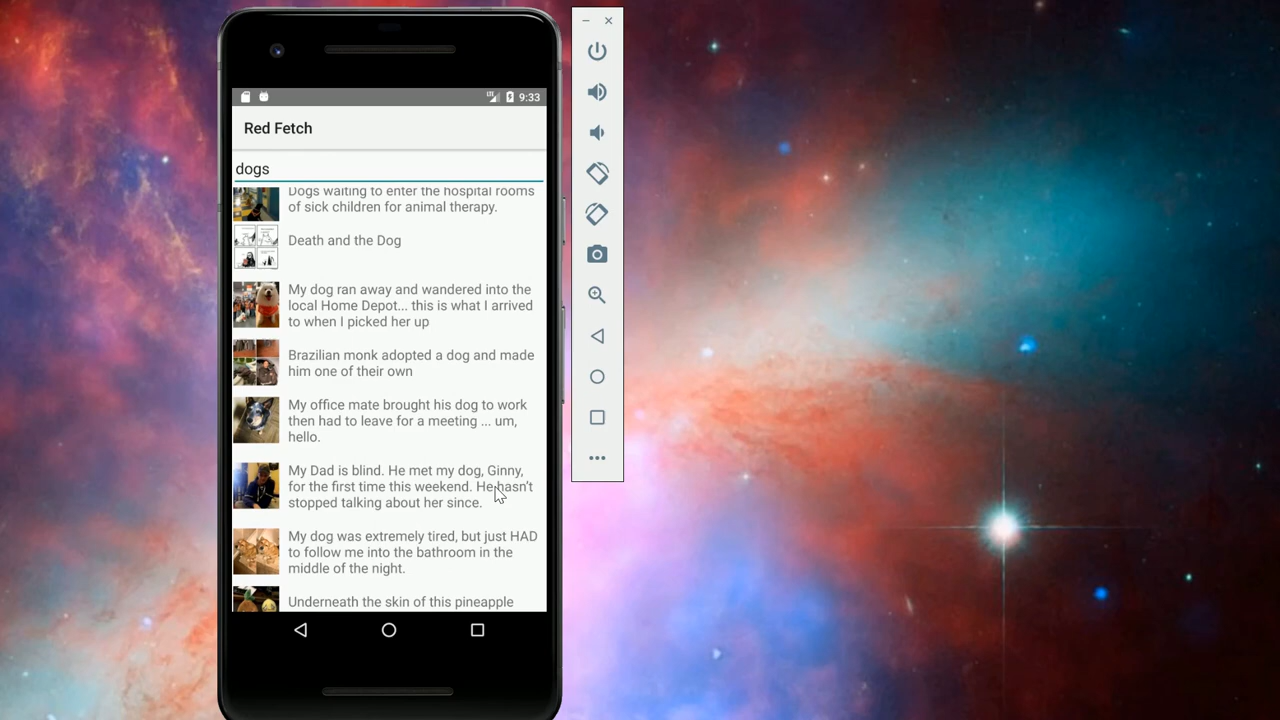 LTE 9:33
Red Fetch
dogs
Dogs waiting to enter the hospital rooms
of sick children for animal therapy.
Death and the Dog
My dog ran away and wandered into the
local Home Depot... this is what I arrived
to when I picked her up
Brazilian monk adopted a dog and made
him one of their own
My office mate brought his dog to work
then had to leave for a meeting ... um,
hello.
My Dad is blind. He met my dog, Ginny,
for the first time this weekend. He hasn't
stopped talking about her since.
My dog was extremely tired, but just HAD
to follow me into the bathroom in the
middle of the night.
Underneath the skin of this pineapple